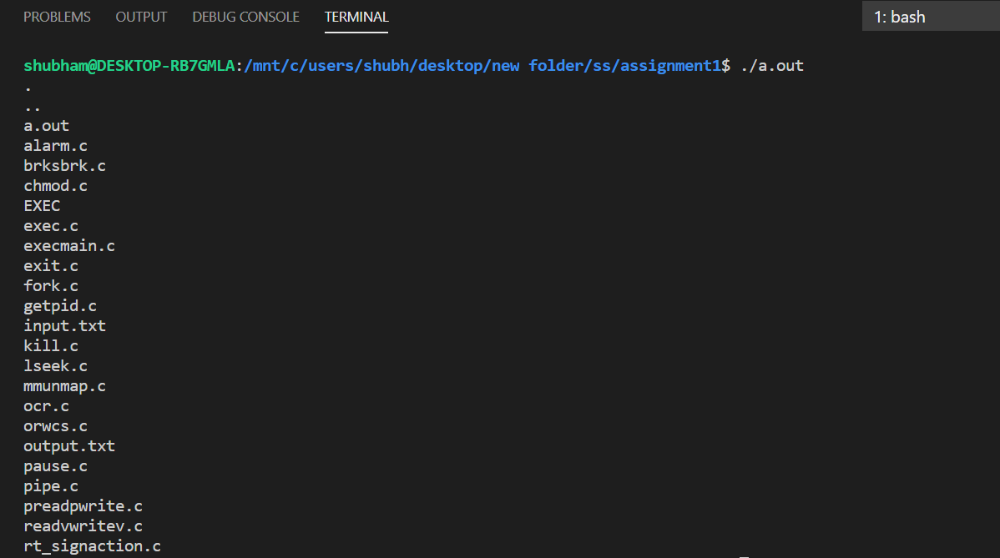 PROBLEMS OUTPUT DEBUG CONSOLE TERMINAL 1: bash
shubham@DESKTOP-RB7GMLA:/mnt/c/users/shubh/desktop/new folder/ss/assignment1$ ./a.out
.
..
a.out
alarm.c
brksbrk.c
chmod.c
EXEC
exec.c
execmain.c
exit.c
fork.c
getpid.c
input.txt
kill.c
lseek.c
mmunmap.c
ocr.c
orwcs.c
output.txt
pause.c
pipe.c
preadpwrite.c
readvwritev.c
rt_signaction.c